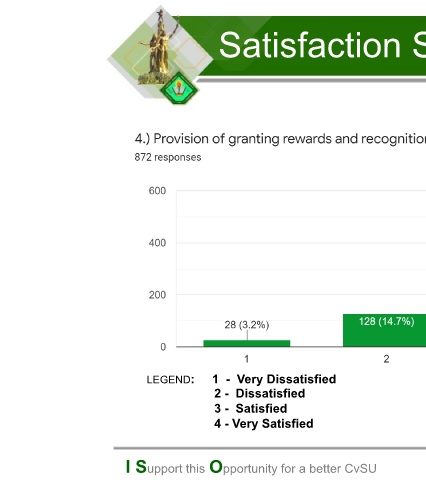 Satisfaction S
4.) Provision of granting rewards and recognition
872 responses
600
400
200
0
28 (3.2%)
128 (14.7%)
1
2
LEGEND: 1 - Very Dissatisfied
2 - Dissatisfied
3 - Satisfied
4 - Very Satisfied
I Support this Opportunity for a better CvSU